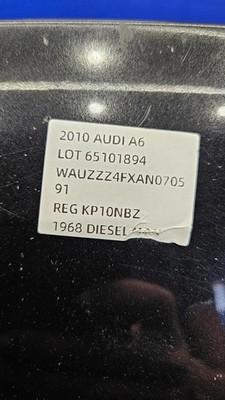 2010 AUDI A6
LOT 65101894
WAUZZZ4FXAN0705
91
REG KP10NBZ
1968 DIESEL